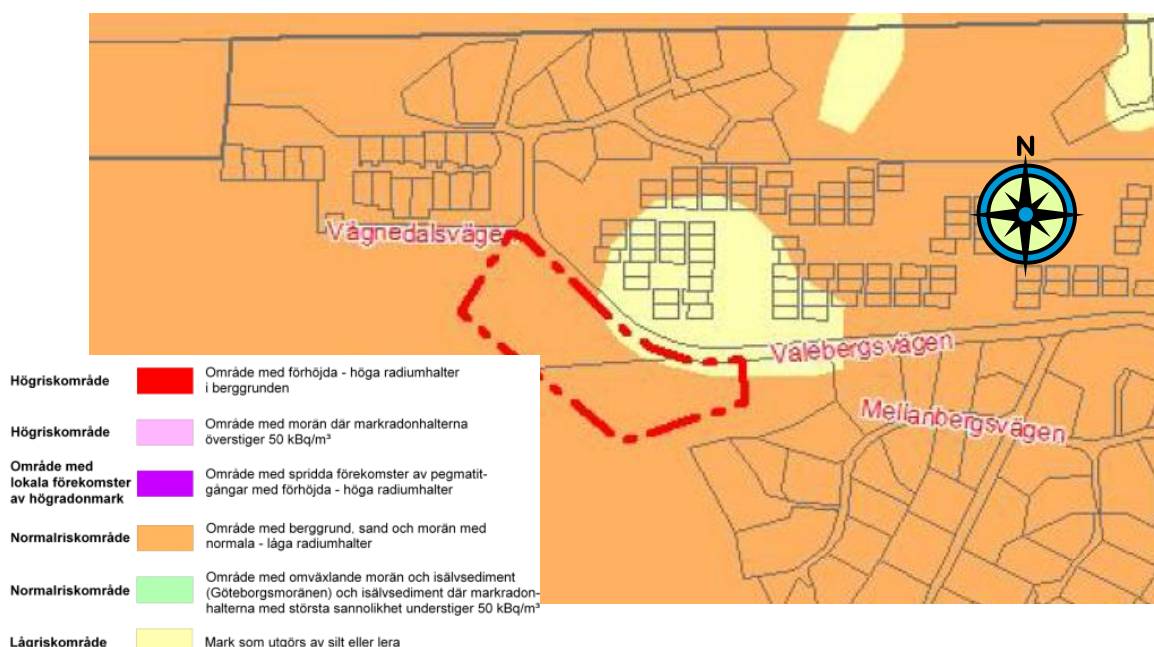 N
Vågnedalsvägen
Valebergsvägen
Mellanbergsvägen
Högriskområde
Område med förhöjda - höga radiumhalter
i berggrunden
Högriskområde
Område med morän där markradonhalterna
överstiger 50 kBq/m³
Område med
lokala förekomster
av högradonmark
Område med spridda förekomster av pegmatit-
gångar med förhöjda - höga radiumhalter
Normalriskområde
Område med berggrund, sand och morän med
normala - låga radiumhalter
Normalriskområde
Område med omväxlande morän och isälvsediment
(Göteborgsmoränen) och isälvsediment där markradon-
halterna med största sannolikhet understiger 50 kBq/m³
Lågriskområde
Mark som utgörs av silt eller lera